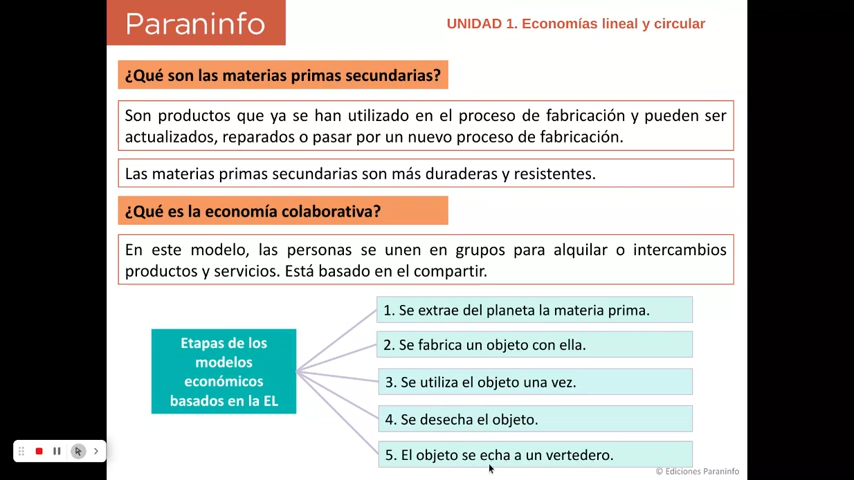 Paraninfo
UNIDAD 1. Economías lineal y circular
¿Qué son las materias primas secundarias?
Son productos que ya se han utilizado en el proceso de fabricación y pueden ser
actualizados, reparados o pasar por un nuevo proceso de fabricación.
Las materias primas secundarias son más duraderas y resistentes.
¿Qué es la economía colaborativa?
En este modelo, las personas se unen en grupos para alquilar o intercambios
productos y servicios. Está basado en el compartir.
Etapas de los
modelos
económicos
basados en la EL
1. Se extrae del planeta la materia prima.
2. Se fabrica un objeto con ella.
3. Se utiliza el objeto una vez.
4. Se desecha el objeto.
5. El objeto se echa a un vertedero.
© Ediciones Paraninfo